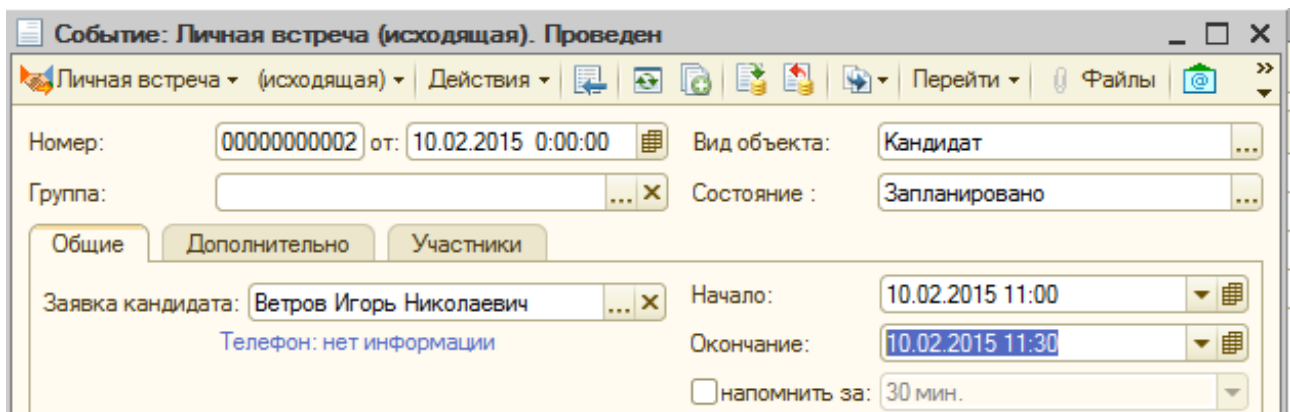 Событие: Личная встреча (исходящая). Проведен
Личная встреча (исходящая) Действия Перейти Файлы
Номер: 00000000002 от: 10.02.2015 0:00:00 Вид объекта: Кандидат
Группа: Состояние : Запланировано
Общие Дополнительно Участники
Заявка кандидата: Ветров Игорь Николаевич Начало: 10.02.2015 11:00
Телефон: нет информации Окончание: 10.02.2015 11:30
напомнить за: 30 мин.